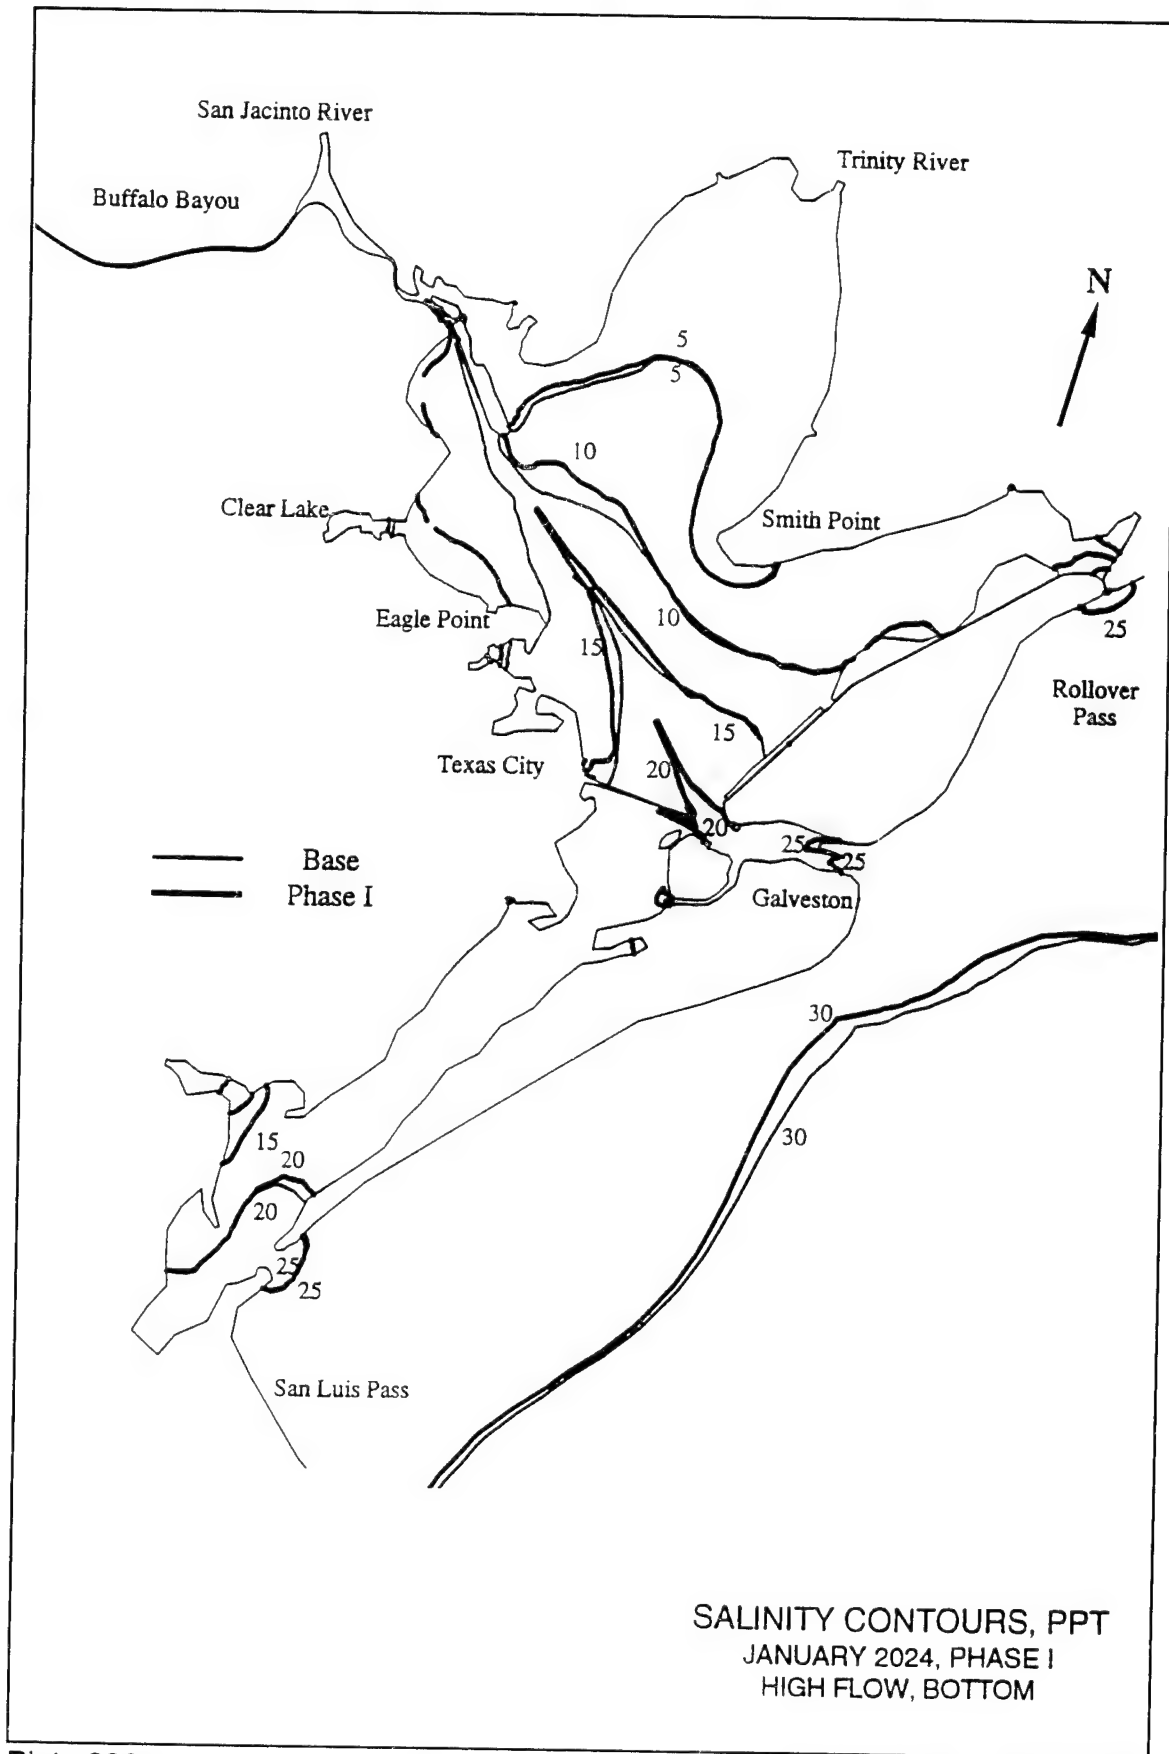 San Jacinto River
Trinity River
Buffalo Bayou
N
5
5
10
Clear Lake
Smith Point
Eagle Point
10
25
15
Rollover
Pass
15
Texas City
20
20
25
25
Base
Phase I
Galveston
30
30
15
20
20
25
25
San Luis Pass
SALINITY CONTOURS, PPT
JANUARY 2024, PHASE I
HIGH FLOW, BOTTOM